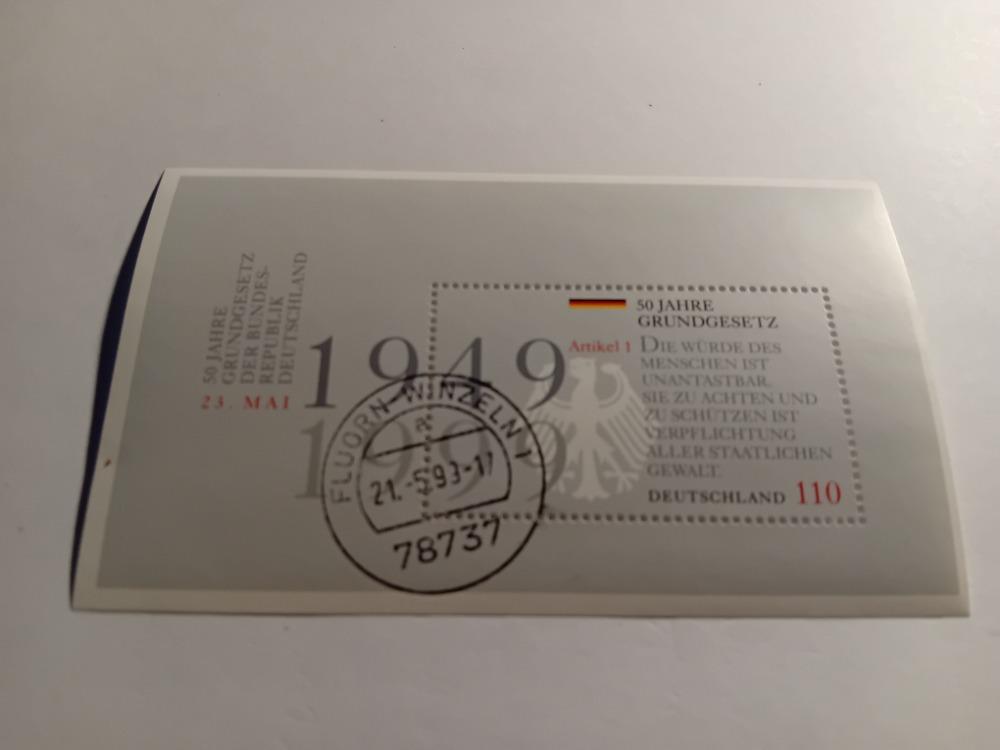 50 JAHRE
GRUNDGESETZ
DER BUNDES-
REPUBLIK
DEUTSCHLAND
23. MAI
1949
1999
50 JAHRE
GRUNDGESETZ
Artikel 1
DIE WÜRDE DES
MENSCHEN IST
UNANTASTBAR.
SIE ZU ACHTEN UND
ZU SCHÜTZEN IST
VERPFLICHTUNG
ALLER STAATLICHEN
GEWALT.
DEUTSCHLAND 110
FLUORN-WINZELN 1
21.-5.99-17
78737